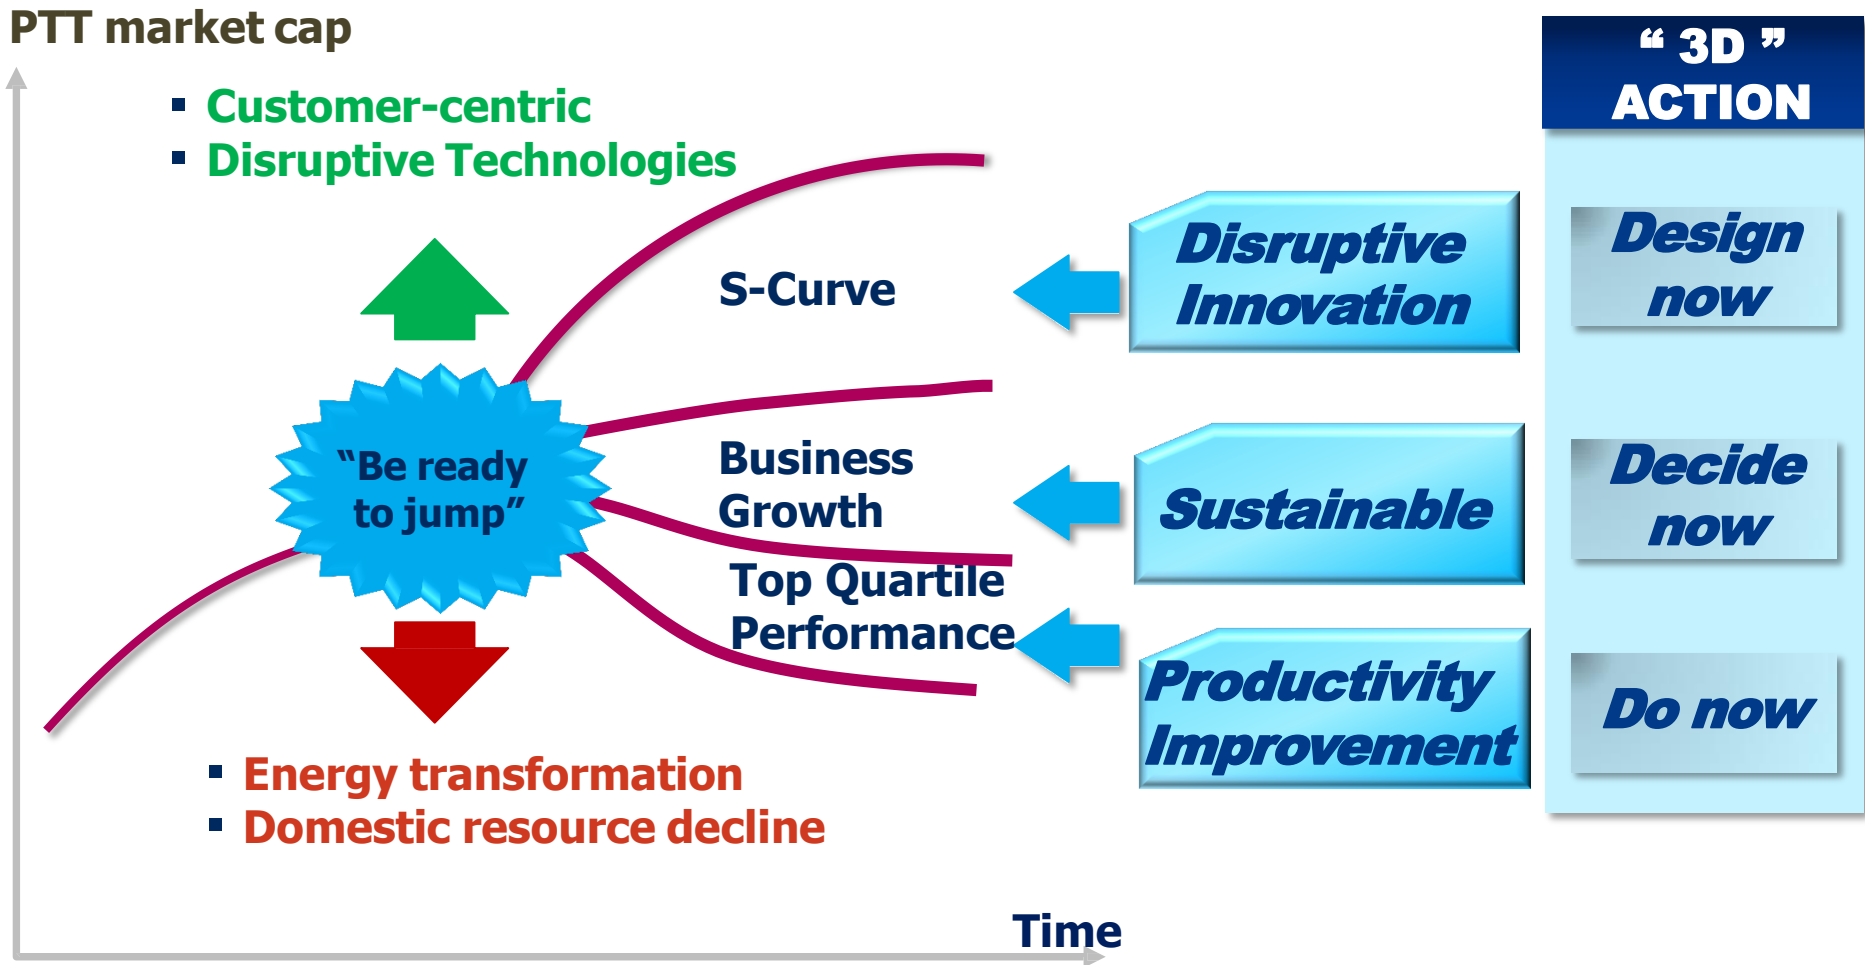 PTT market cap
▪ Customer-centric
▪ Disruptive Technologies
"Be ready
to jump"
▪ Energy transformation
▪ Domestic resource decline
S-Curve
Business
Growth
Top Quartile
Performance
Time
Disruptive
Innovation
Sustainable
Productivity
Improvement
“ 3D ”
ACTION
Design
now
Decide
now
Do now